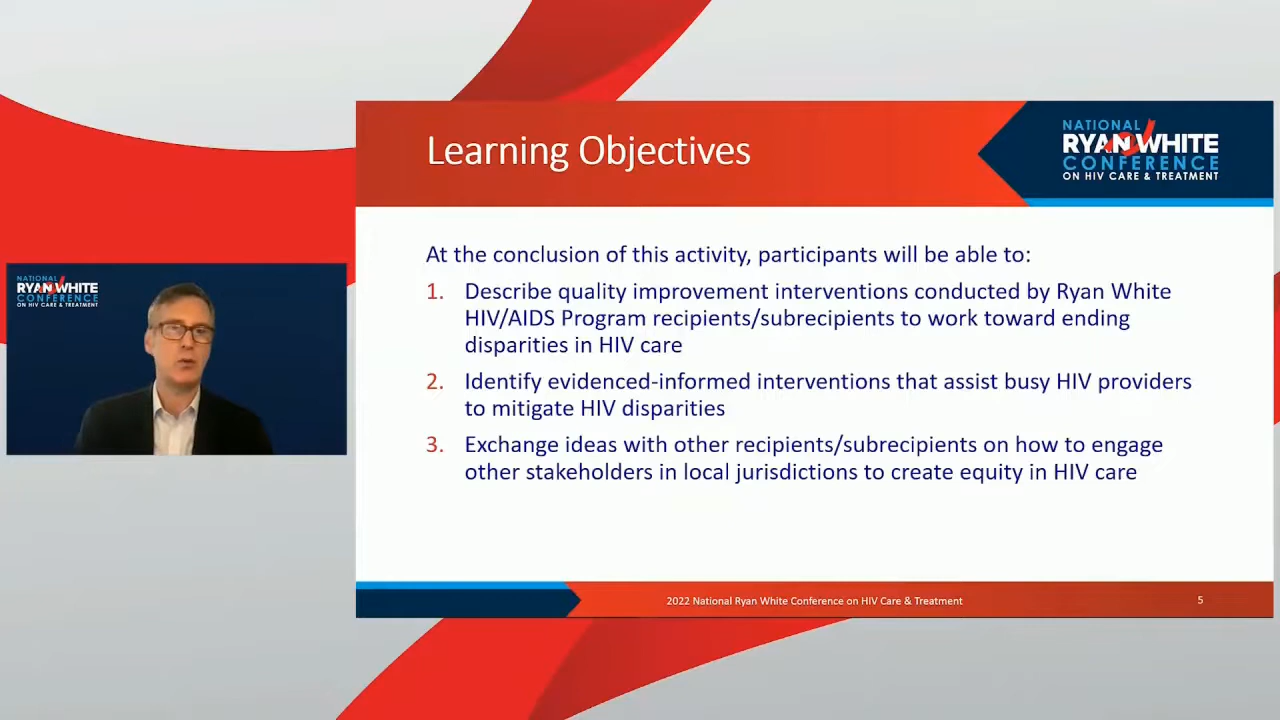 Learning Objectives
NATIONAL
RYAN WHITE
CONFERENCE
ON HIV CARE & TREATMENT
At the conclusion of this activity, participants will be able to:
1. Describe quality improvement interventions conducted by Ryan White
HIV/AIDS Program recipients/subrecipients to work toward ending
disparities in HIV care
2. Identify evidenced-informed interventions that assist busy HIV providers
to mitigate HIV disparities
3. Exchange ideas with other recipients/subrecipients on how to engage
other stakeholders in local jurisdictions to create equity in HIV care
2022 National Ryan White Conference on HIV Care & Treatment
5
NATIONAL
RYAN WHITE
CONFERENCE
ON HIV CARE & TREATMENT